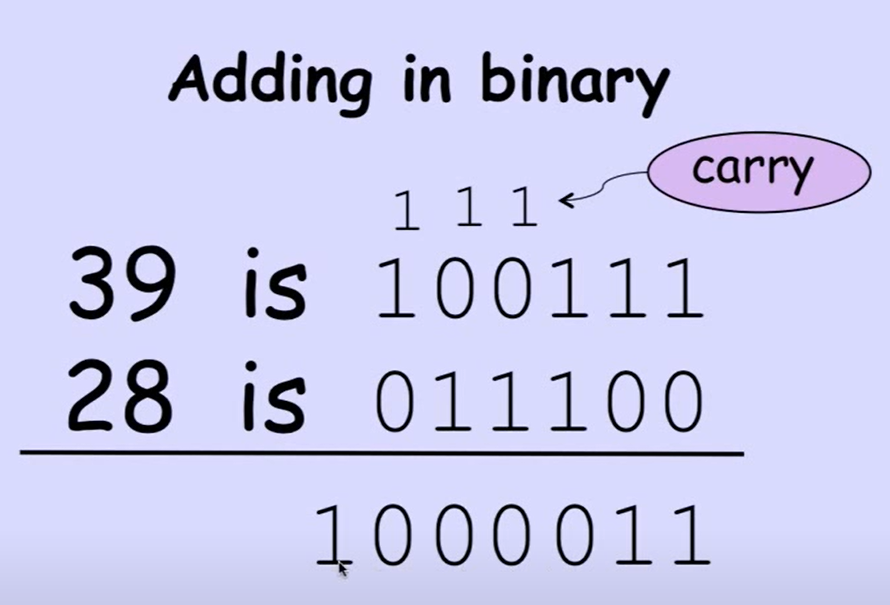 Adding in binary
carry
1 1 1
39 is 100111
28 is 011100
1000011